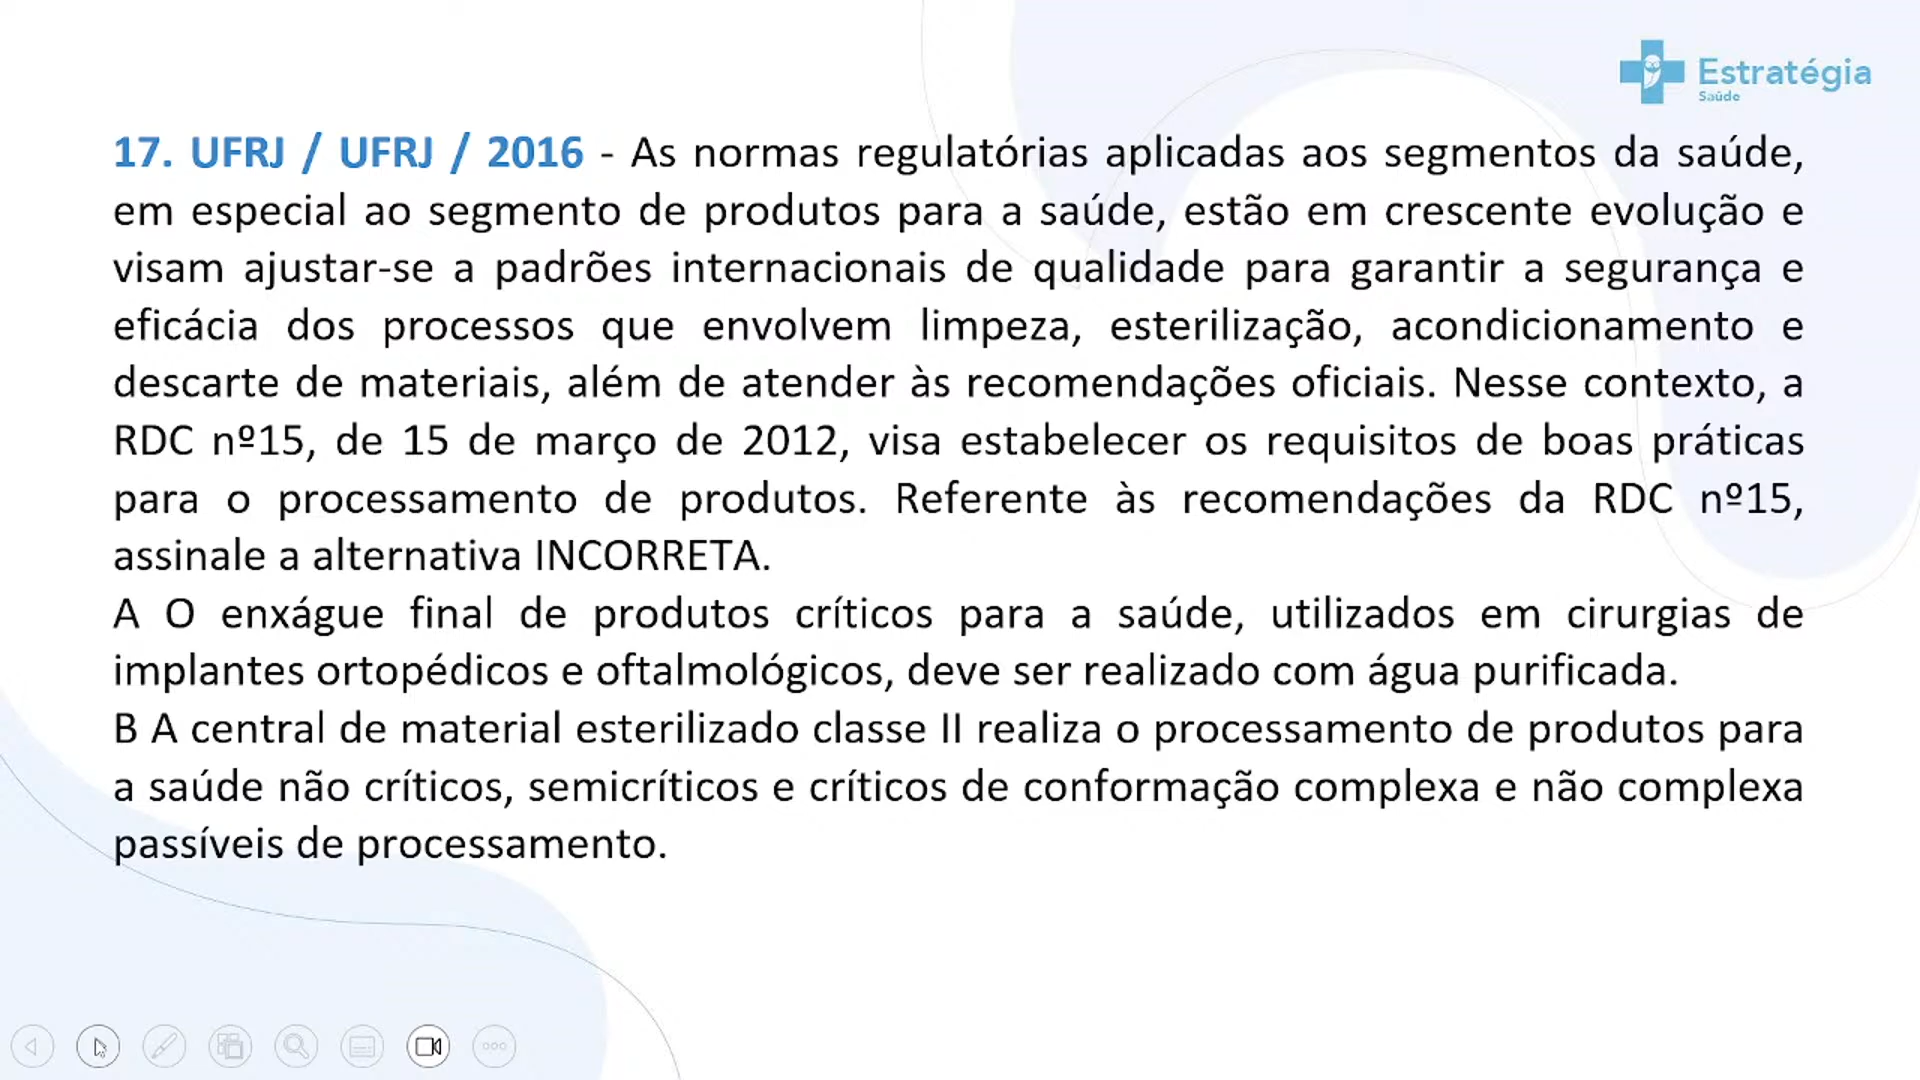 Estratégia
Saúde
17. UFRJ / UFRJ / 2016 - As normas regulatórias aplicadas aos segmentos da saúde,
em especial ao segmento de produtos para a saúde, estão em crescente evolução e
visam ajustar-se a padrões internacionais de qualidade para garantir a segurança e
eficácia dos processos que envolvem limpeza, esterilização, acondicionamento e
descarte de materiais, além de atender às recomendações oficiais. Nesse contexto, a
RDC nº15, de 15 de março de 2012, visa estabelecer os requisitos de boas práticas
para o processamento de produtos. Referente às recomendações da RDC nº15,
assinale a alternativa INCORRETA.
A O enxágue final de produtos críticos para a saúde, utilizados em cirurgias de
implantes ortopédicos e oftalmológicos, deve ser realizado com água purificada.
B A central de material esterilizado classe II realiza o processamento de produtos para
a saúde não críticos, semicríticos e críticos de conformação complexa e não complexa
passíveis de processamento.